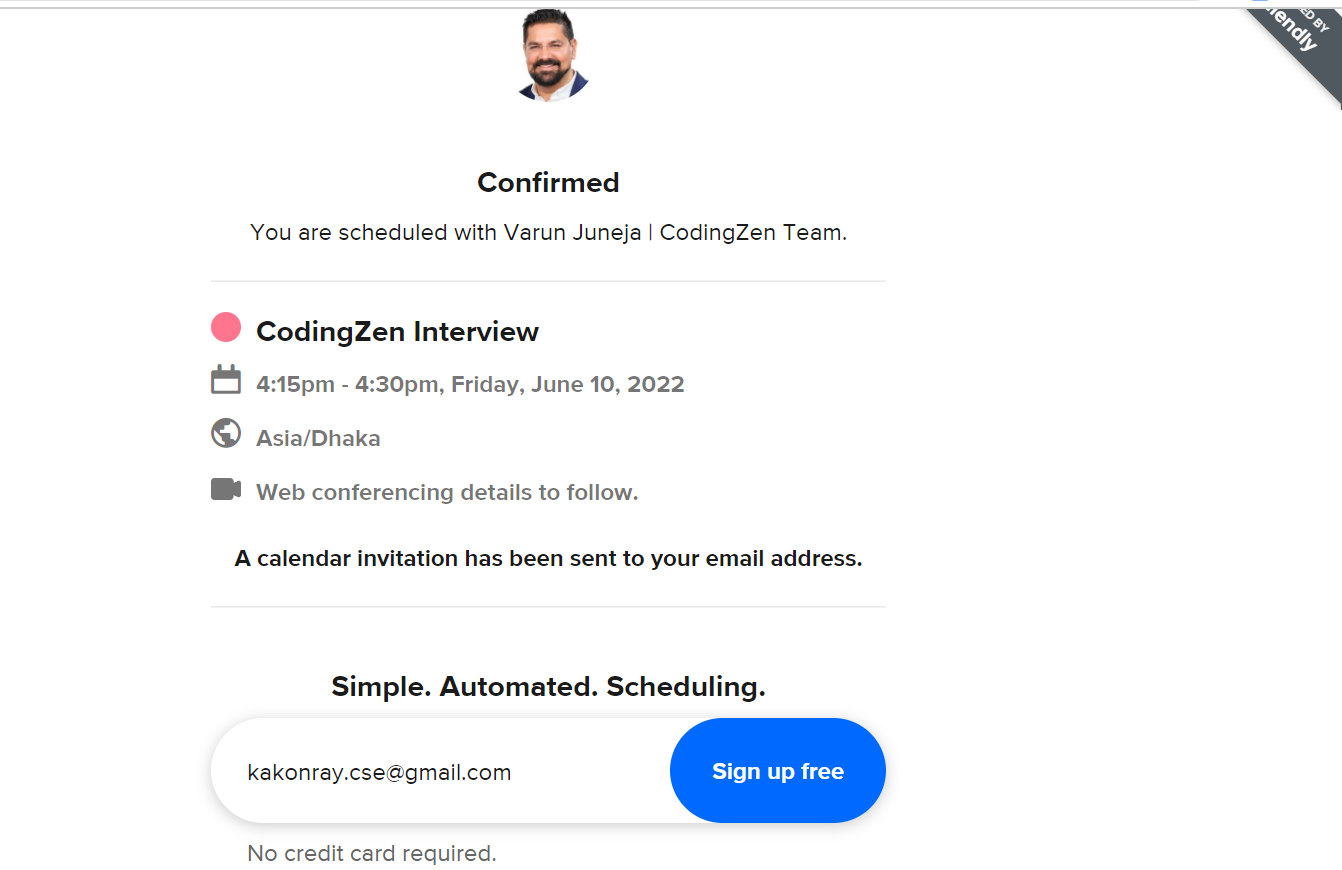 ED BY
endly
Confirmed
You are scheduled with Varun Juneja | CodingZen Team.
CodingZen Interview
4:15pm - 4:30pm, Friday, June 10, 2022
Asia/Dhaka
Web conferencing details to follow.
A calendar invitation has been sent to your email address.
Simple. Automated. Scheduling.
kakonray.cse@gmail.com
Sign up free
No credit card required.